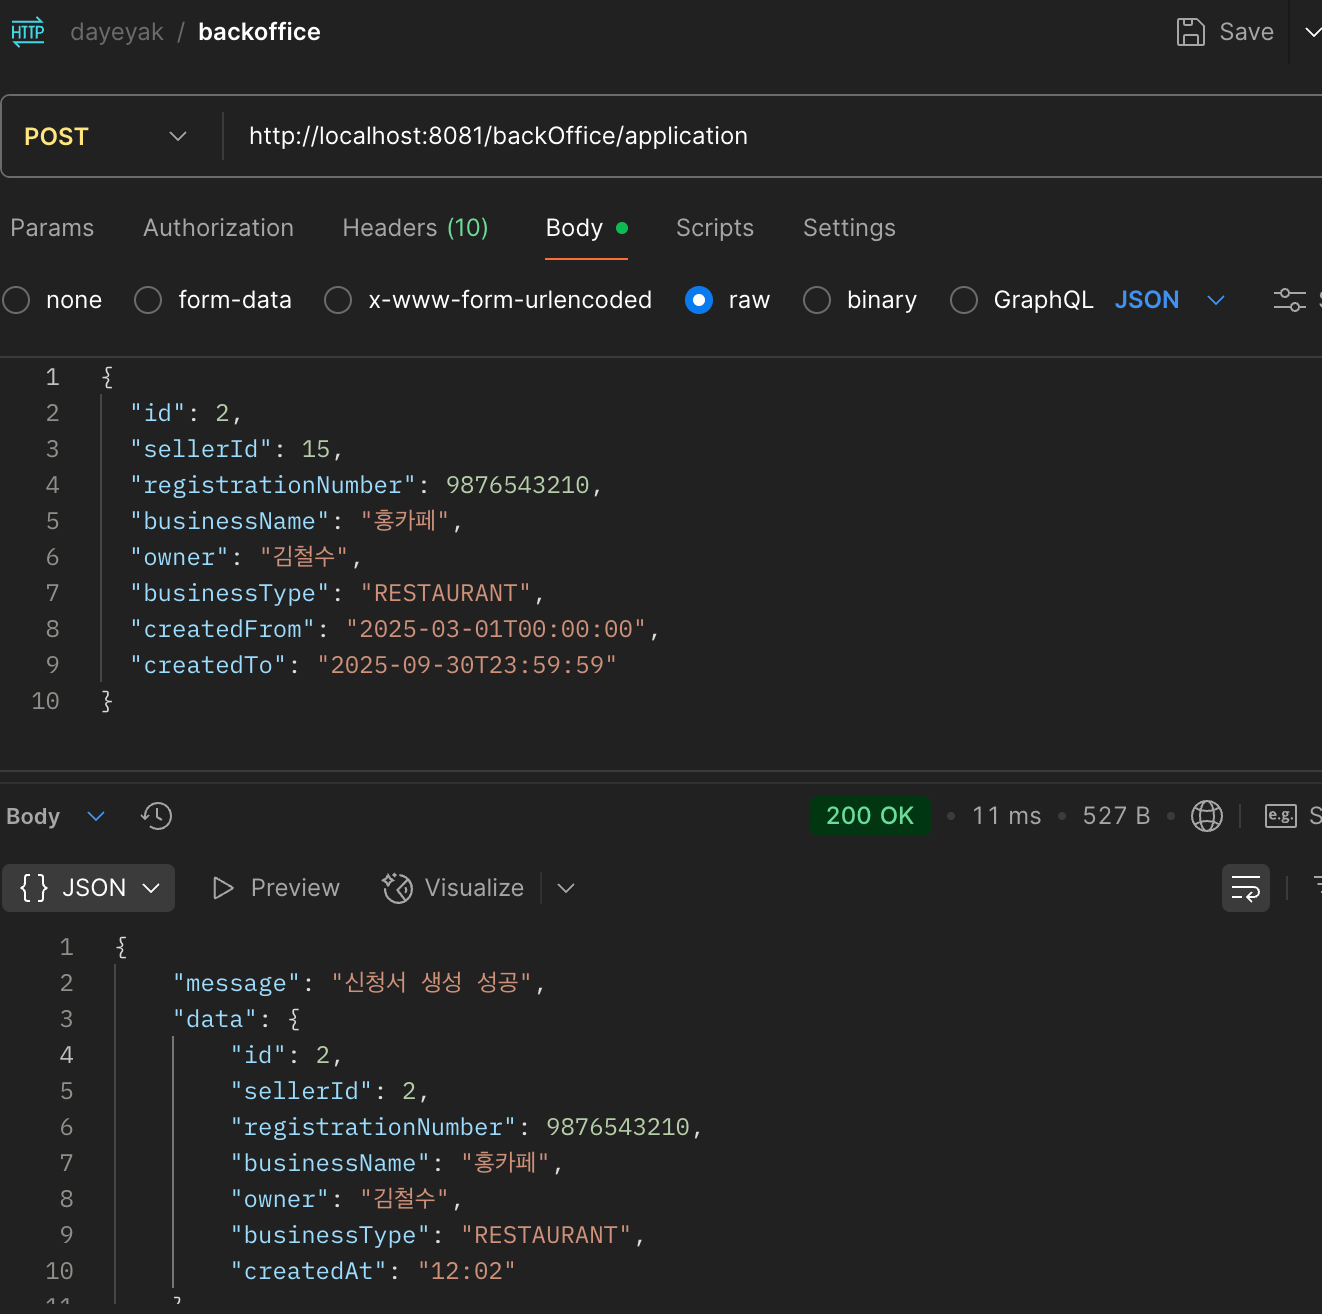 HTTP dayeyak / backoffice Save
POST http://localhost:8081/backOffice/application
Params Authorization Headers (10) Body Scripts Settings
none form-data x-www-form-urlencoded raw binary GraphQL JSON
1 {
2 "id": 2,
3 "sellerId": 15,
4 "registrationNumber": 9876543210,
5 "businessName": "홍카페",
6 "owner": "김철수",
7 "businessType": "RESTAURANT",
8 "createdFrom": "2025-03-01T00:00:00",
9 "createdTo": "2025-09-30T23:59:59"
10 }
Body 200 OK • 11 ms • 527 B • e.g. S
{} JSON Preview Visualize
1 {
2 "message": "신청서 생성 성공",
3 "data": {
4 "id": 2,
5 "sellerId": 2,
6 "registrationNumber": 9876543210,
7 "businessName": "홍카페",
8 "owner": "김철수",
9 "businessType": "RESTAURANT",
10 "createdAt": "12:02"
11 }